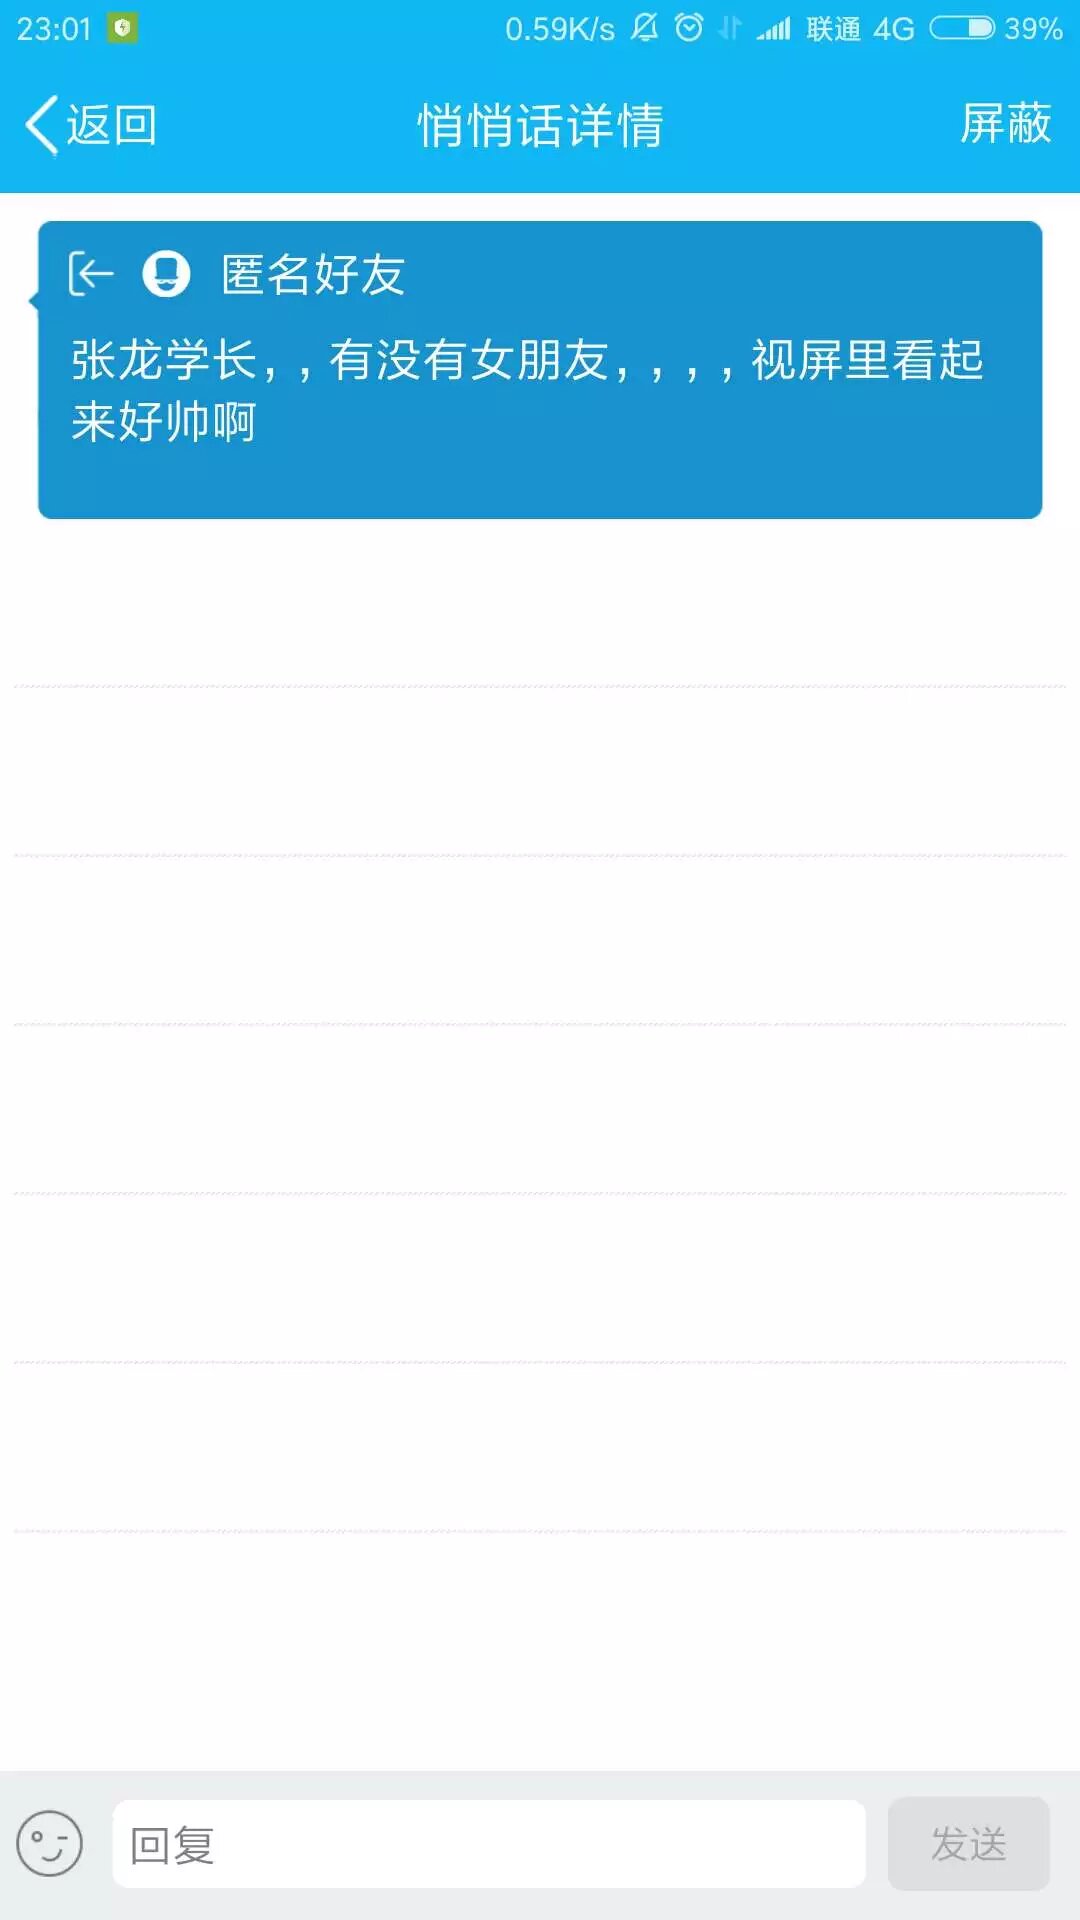 23:01 0.59K/s 联通 4G 39%
返回 悄悄话详情 屏蔽
匿名好友
张龙学长，，有没有女朋友，，，，视屏里看起
来好帅啊
回复 发送